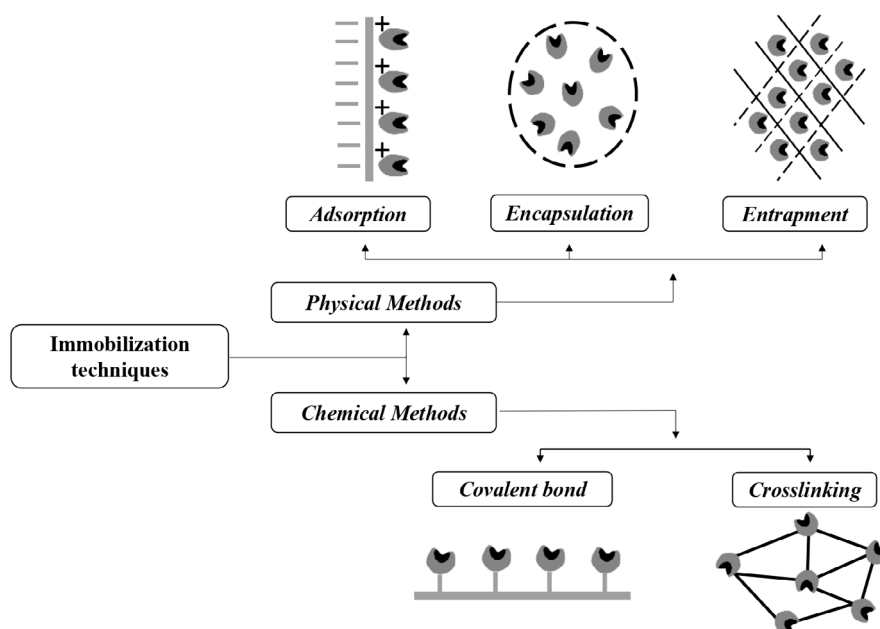 +
+
+
+
Adsorption
Encapsulation
Entrapment
Physical Methods
Immobilization
techniques
Chemical Methods
Covalent bond
Crosslinking